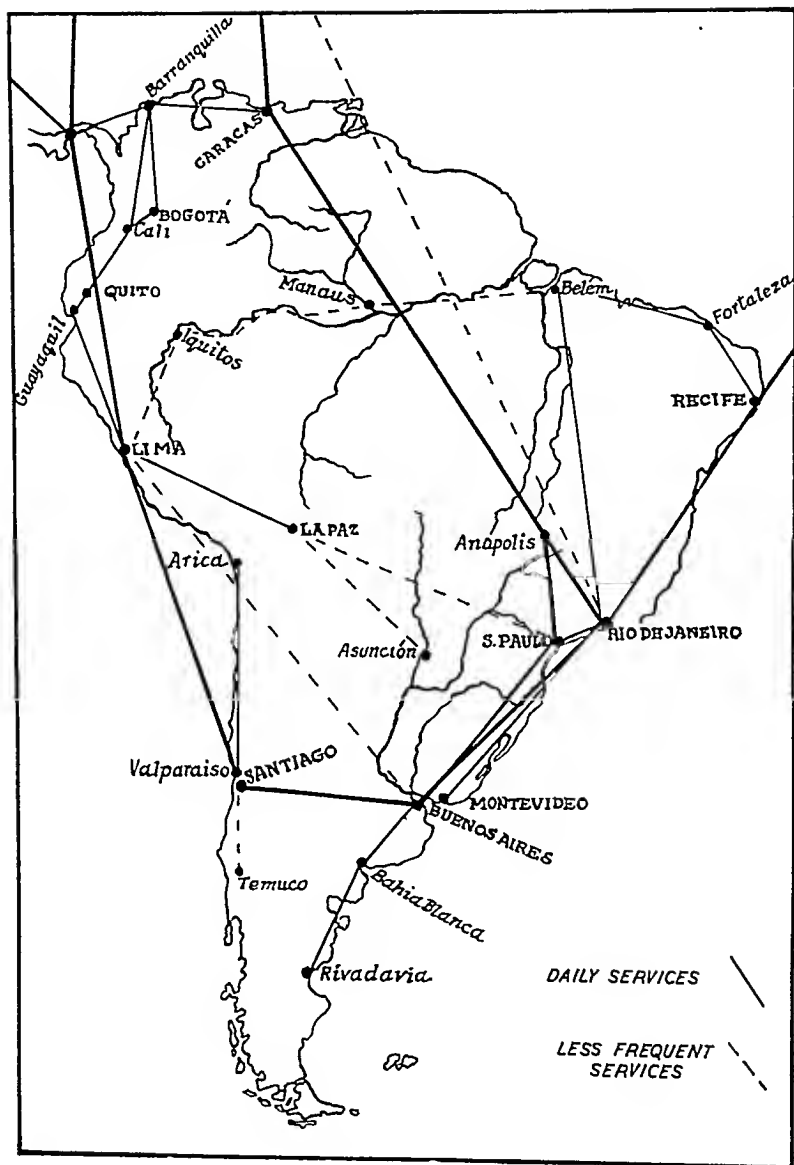 Barranquilla
CARACAS
BOGOTA
Cali
QUITO
Guayaquil
Manaus
Belém
Fortaleza
Iquitos
RECIFE
LIMA
LA PAZ
Anapolis
Arica
S. PAULO
RIO DE JANEIRO
Asunción
Valparaiso
SANTIAGO
MONTEVIDEO
BUENOS AIRES
Temuco
Bahia Blanca
Rivadavia
DAILY SERVICES
LESS FREQUENT
SERVICES